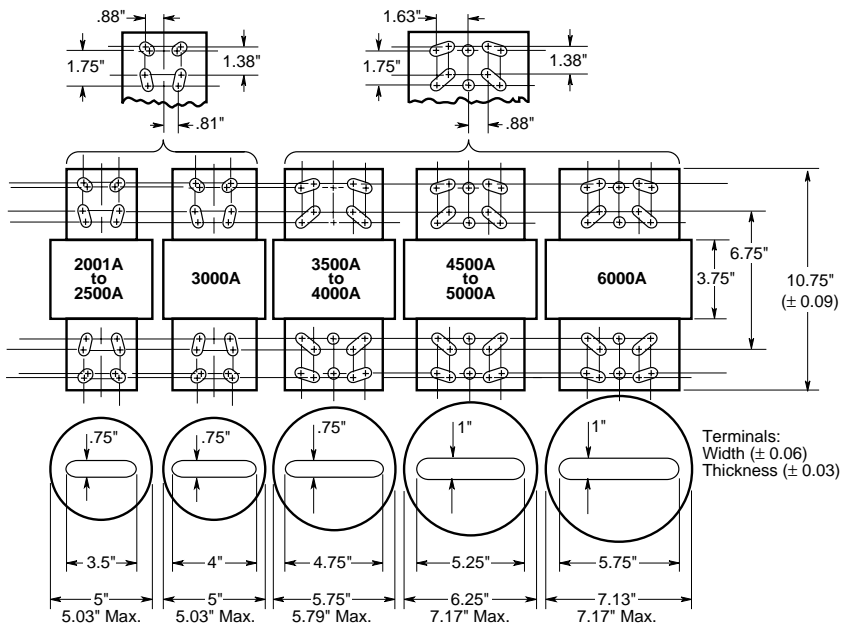 .88"
1.75"
1.38"
.81"
1.63"
1.75"
1.38"
.88"
2001A
to
2500A
3000A
3500A
to
4000A
4500A
to
5000A
6000A
3.75"
6.75"
10.75"
(± 0.09)
.75"
.75"
.75"
1"
1"
Terminals:
Width (± 0.06)
Thickness (± 0.03)
3.5"
4"
4.75"
5.25"
5.75"
5"
5.03" Max.
5"
5.03" Max.
5.75"
5.79" Max.
6.25"
7.17" Max.
7.13"
7.17" Max.